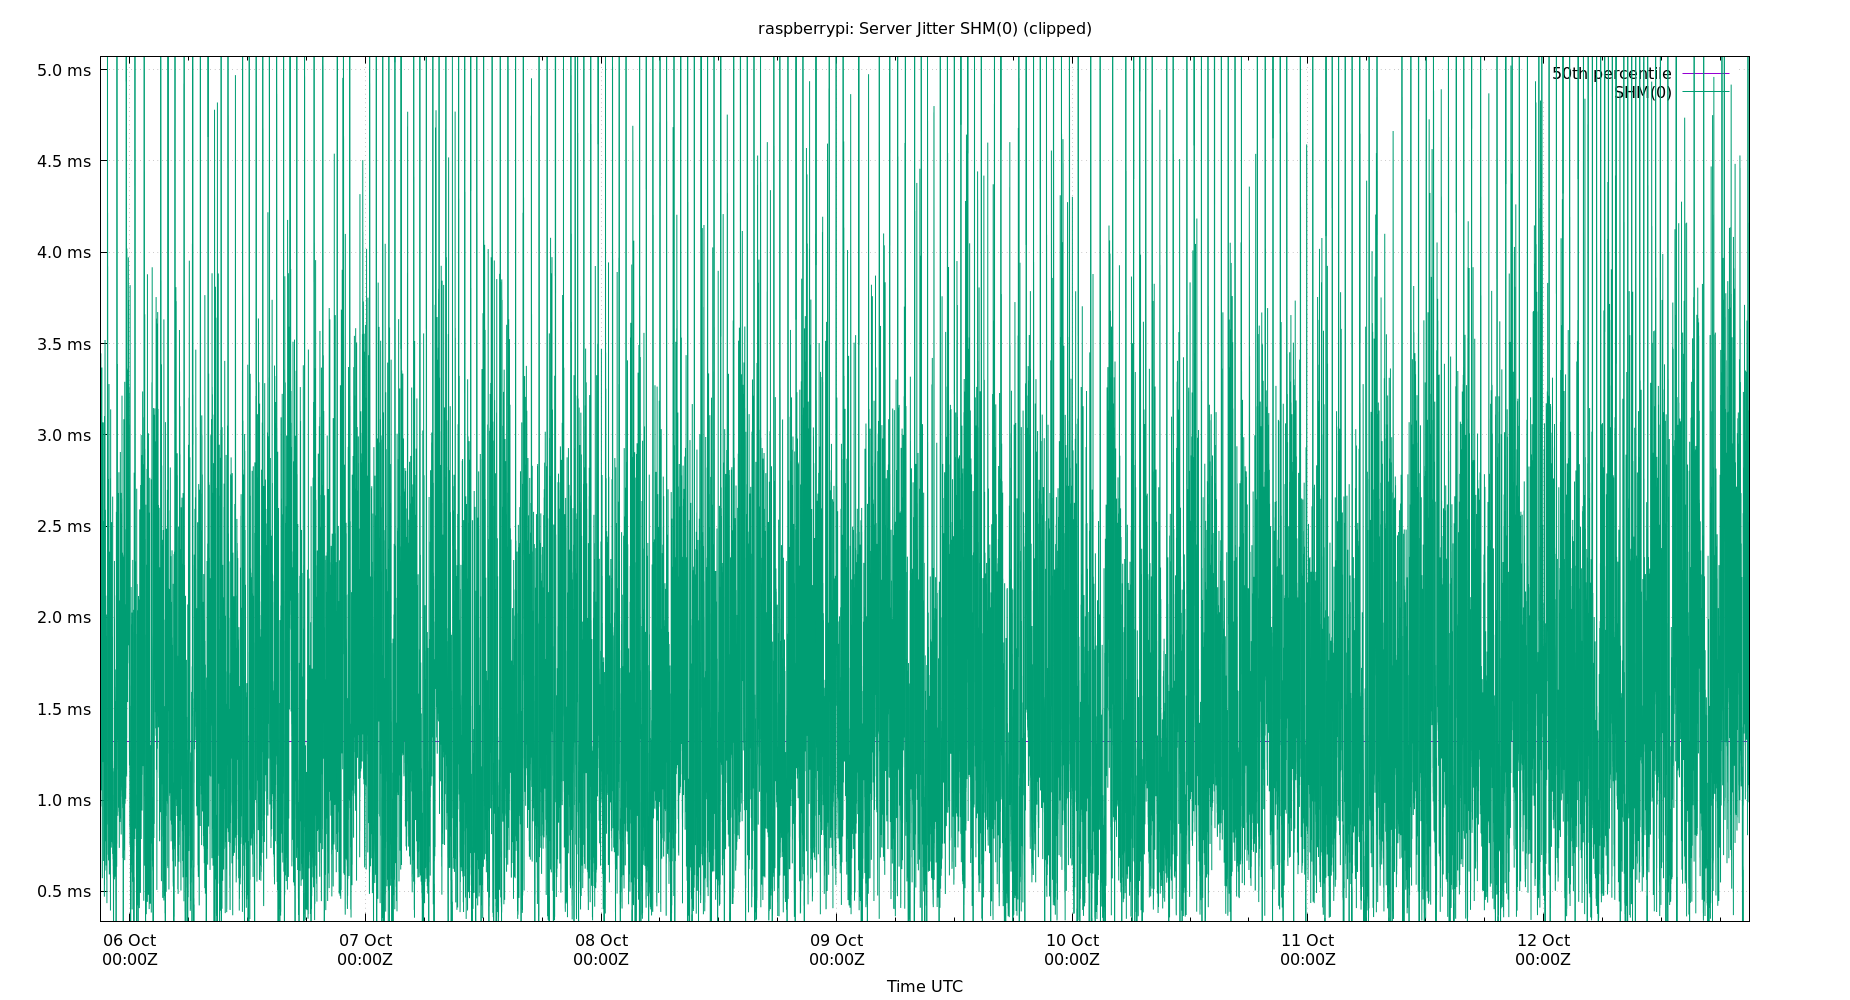 raspberrypi: Server Jitter SHM(0) (clipped)
5.0 ms
50th percentile
SHM(0)
4.5 ms
4.0 ms
3.5 ms
3.0 ms
2.5 ms
2.0 ms
1.5 ms
1.0 ms
0.5 ms
06 Oct 07 Oct 08 Oct 09 Oct 10 Oct 11 Oct 12 Oct
00:00Z 00:00Z 00:00Z 00:00Z 00:00Z 00:00Z 00:00Z
Time UTC